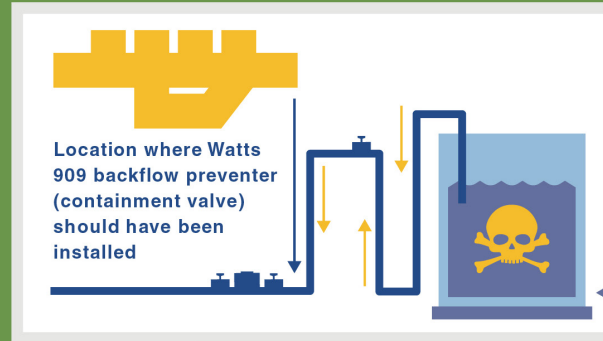 Location where Watts
909 backflow preventer
(containment valve)
should have been
installed